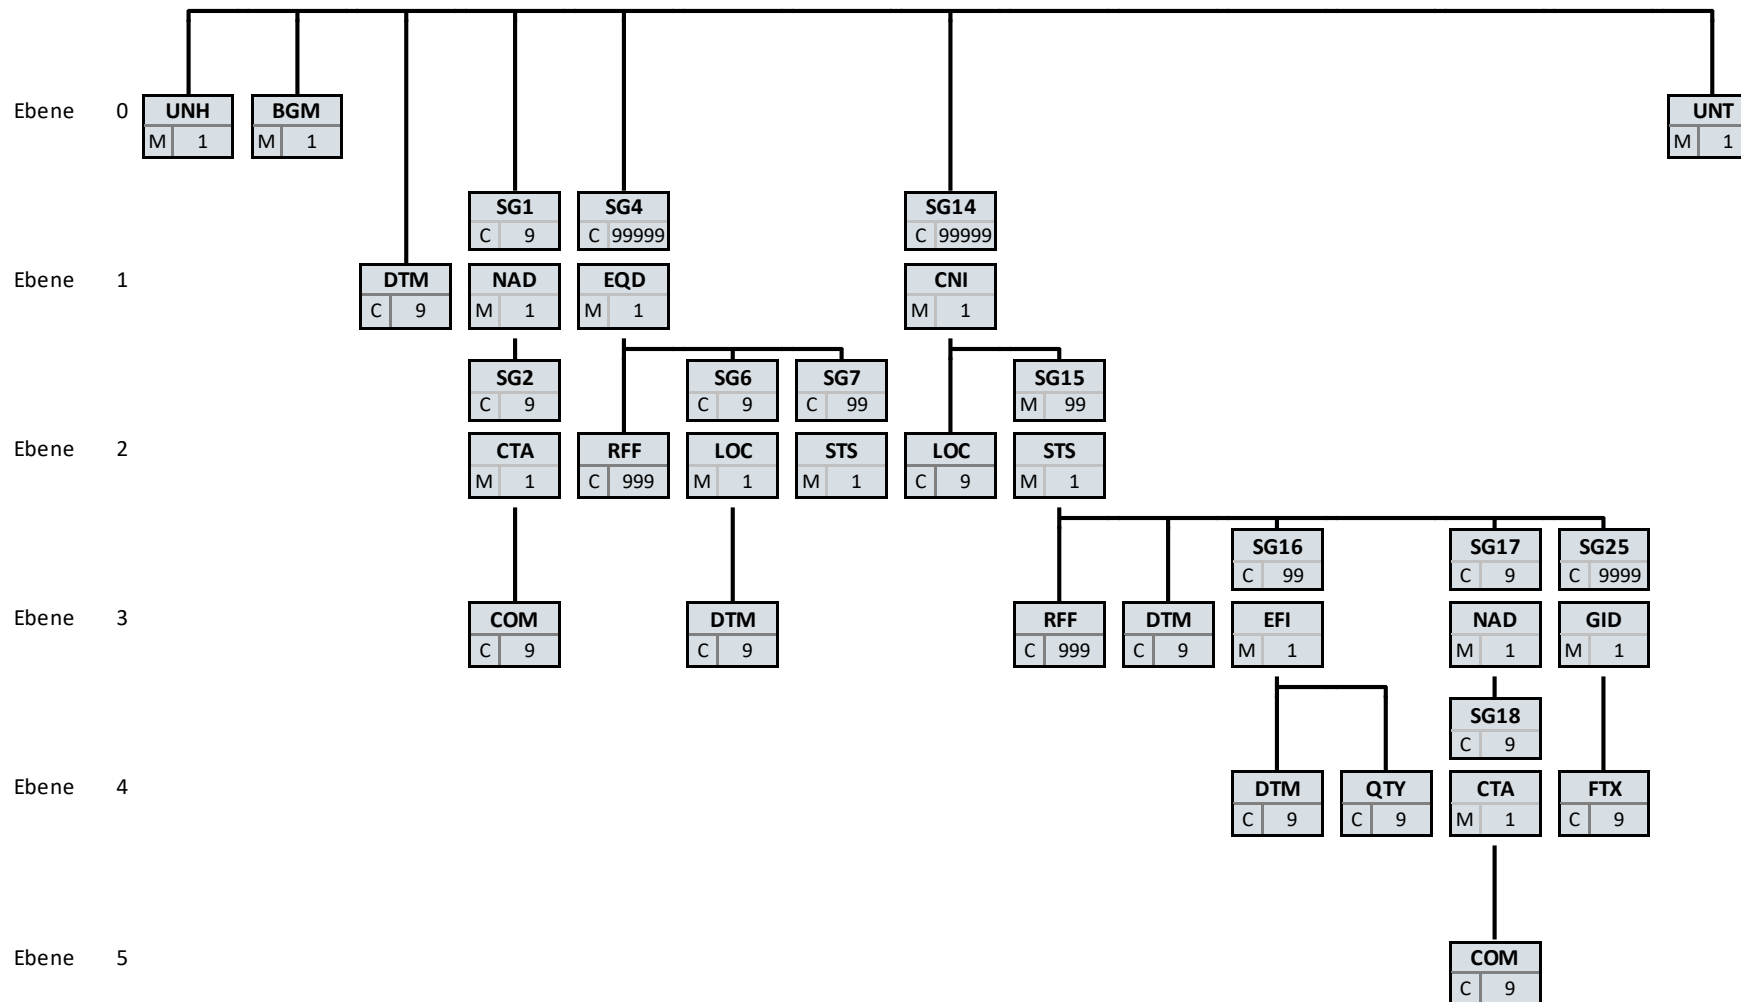 Ebene 0 UNH BGM UNT
M 1 M 1 M 1
SG1 SG4 SG14
C 9 C 99999 C 99999
Ebene 1 DTM NAD EQD CNI
C 9 M 1 M 1 M 1
SG2 SG6 SG7 SG15
C 9 C 9 C 99 M 99
Ebene 2 CTA RFF LOC STS LOC STS
M 1 C 999 M 1 M 1 C 9 M 1
SG16 SG17 SG25
C 99 C 9 C 9999
Ebene 3 COM DTM RFF DTM EFI NAD GID
C 9 C 9 C 999 C 9 M 1 M 1 M 1
SG18
C 9
Ebene 4 DTM QTY CTA FTX
C 9 C 9 M 1 C 9
Ebene 5 COM
C 9